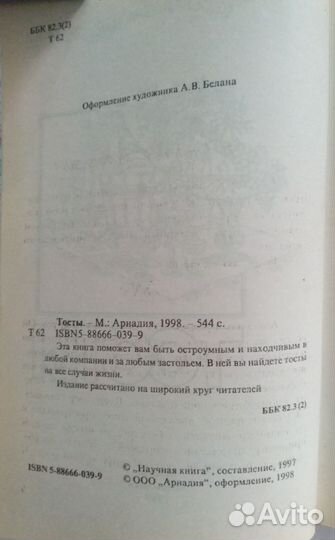 ББК 82.3(2)
Т 62
Оформление художника А. В. Белана
Тосты. – М.: Арнадия, 1998. – 544 с.
Т 62 ISBN5-88666-039-9
Эта книга поможет вам быть остроумным и находчивым в
любой компании и за любым застольем. В ней вы найдете тосты
на все случаи жизни.
Издание рассчитано на широкий круг читателей
ББК 82.3(2)
ISBN 5-88666-039-9
© „Научная книга", составление, 1997
© ООО „Арнадия", оформление, 1998
Avito